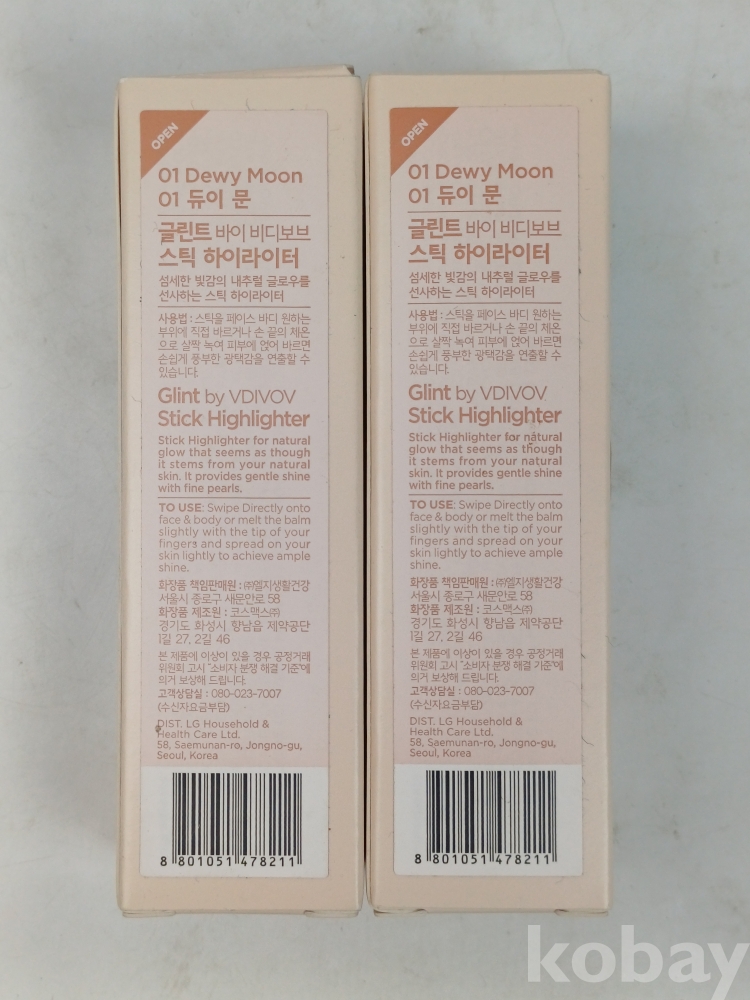 OPEN
01 Dewy Moon
01 듀이 문
글린트 바이 비디보브
스틱 하이라이터
섬세한 빛감의 내추럴 글로우를
선사하는 스틱 하이라이터
사용법 : 스틱을 페이스 바디 원하는
부위에 직접 바르거나 손 끝의 체온
으로 살짝 녹여 피부에 얹어 바르면
손쉽게 풍부한 광택감을 연출할 수
있습니다.
Glint by VDIVOV
Stick Highlighter
Stick Highlighter for natural
glow that seems as though
it stems from your natural
skin. It provides gentle shine
with fine pearls.
TO USE: Swipe Directly onto
face & body or melt the balm
slightly with the tip of your
fingers and spread on your
skin lightly to achieve ample
shine.
화장품 책임판매원 : ㈜엘지생활건강
서울시 종로구 새문안로 58
화장품 제조원 : 코스맥스㈜
경기도 화성시 향남읍 제약공단
1길 27, 2길 46
본 제품에 이상이 있을 경우 공정거래
위원회 고시 "소비자 분쟁 해결 기준"에
의거 보상해 드립니다.
고객상담실 : 080-023-7007
(수신자요금부담)
DIST. LG Household &
Health Care Ltd.
58, Saemunan-ro, Jongno-gu,
Seoul, Korea
8 801051 478211
OPEN
01 Dewy Moon
01 듀이 문
글린트 바이 비디보브
스틱 하이라이터
섬세한 빛감의 내추럴 글로우를
선사하는 스틱 하이라이터
사용법 : 스틱을 페이스 바디 원하는
부위에 직접 바르거나 손 끝의 체온
으로 살짝 녹여 피부에 얹어 바르면
손쉽게 풍부한 광택감을 연출할 수
있습니다.
Glint by VDIVOV
Stick Highlighter
Stick Highlighter for natural
glow that seems as though
it stems from your natural
skin. It provides gentle shine
with fine pearls.
TO USE: Swipe Directly onto
face & body or melt the balm
slightly with the tip of your
fingers and spread on your
skin lightly to achieve ample
shine.
화장품 책임판매원 : ㈜엘지생활건강
서울시 종로구 새문안로 58
화장품 제조원 : 코스맥스㈜
경기도 화성시 향남읍 제약공단
1길 27, 2길 46
본 제품에 이상이 있을 경우 공정거래
위원회 고시 "소비자 분쟁 해결 기준"에
의거 보상해 드립니다.
고객상담실 : 080-023-7007
(수신자요금부담)
DIST. LG Household &
Health Care Ltd.
58, Saemunan-ro, Jongno-gu,
Seoul, Korea
8 801051 478211
kobay